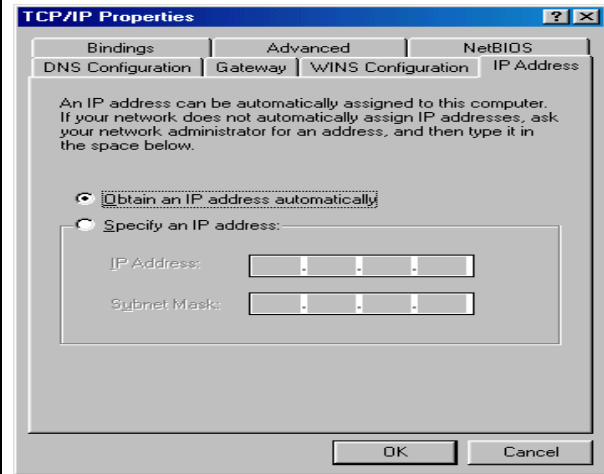 TCP/IP Properties
Bindings Advanced NetBIOS
DNS Configuration Gateway WINS Configuration IP Address
An IP address can be automatically assigned to this computer.
If your network does not automatically assign IP addresses, ask
your network administrator for an address, and then type it in
the space below.
Obtain an IP address automatically
Specify an IP address:
IP Address:
Subnet Mask:
OK Cancel